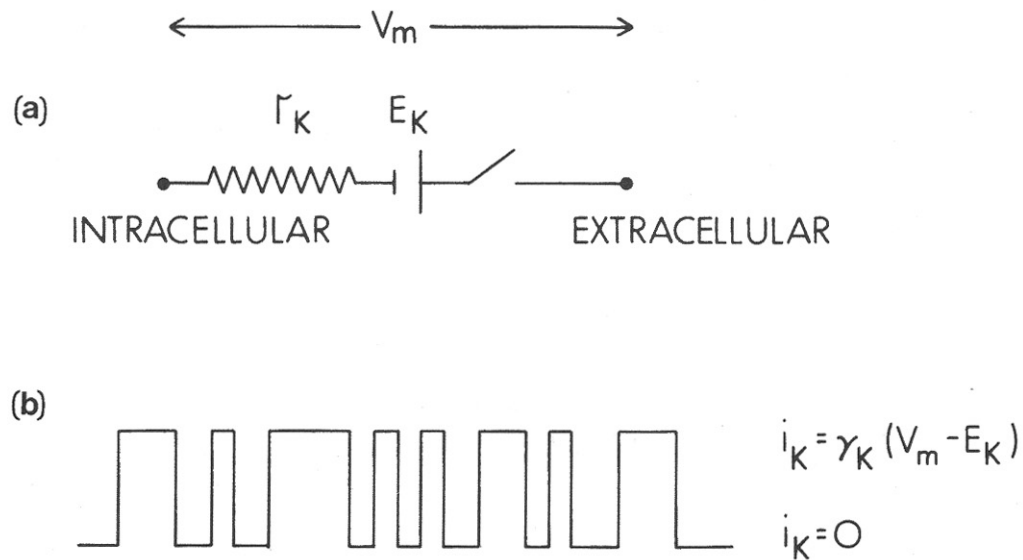 Vm
(a)
rK EK
INTRACELLULAR EXTRACELLULAR
(b)
iK = γK (Vm - EK)
iK = O